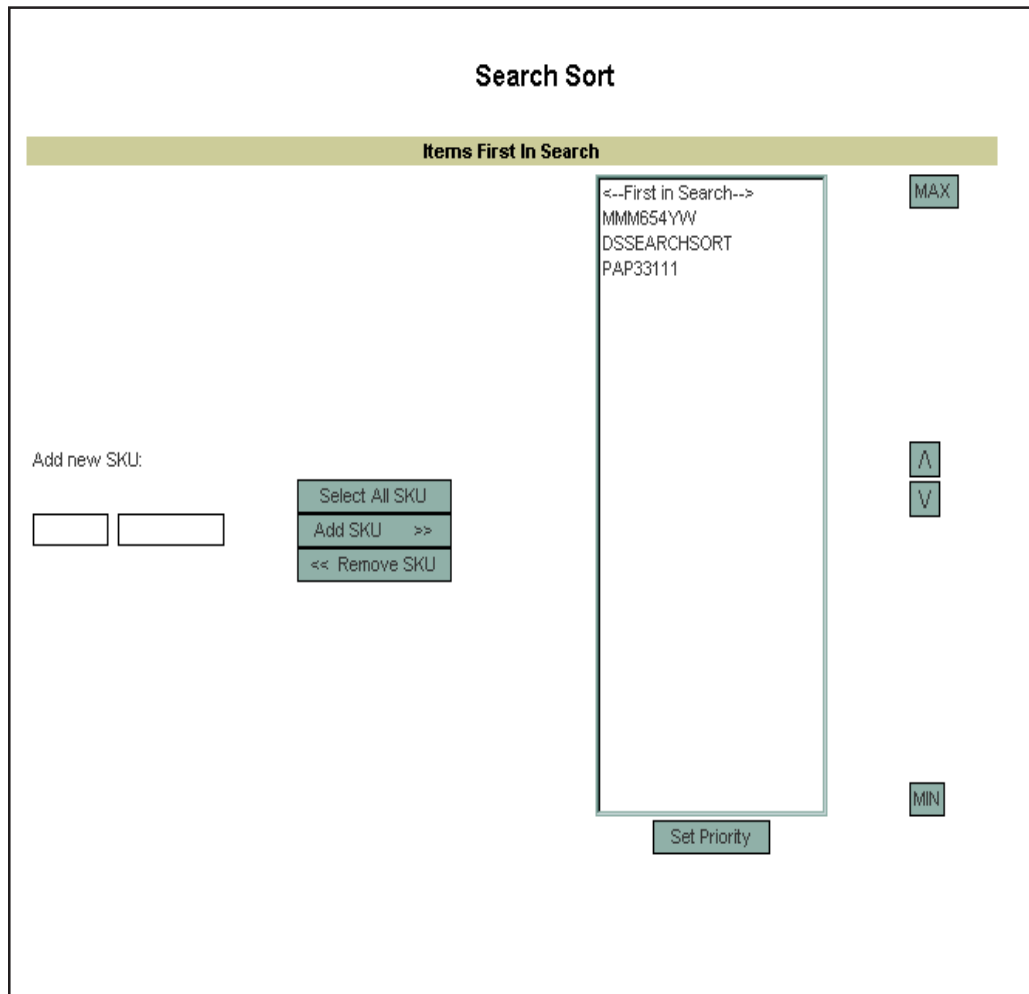 Search Sort
Items First In Search
<--First in Search-->
MMM654YW
DSSEARCHSORT
PAP33111
MAX
Add new SKU:
Select All SKU
Add SKU >>
<< Remove SKU
Λ
V
MIN
Set Priority